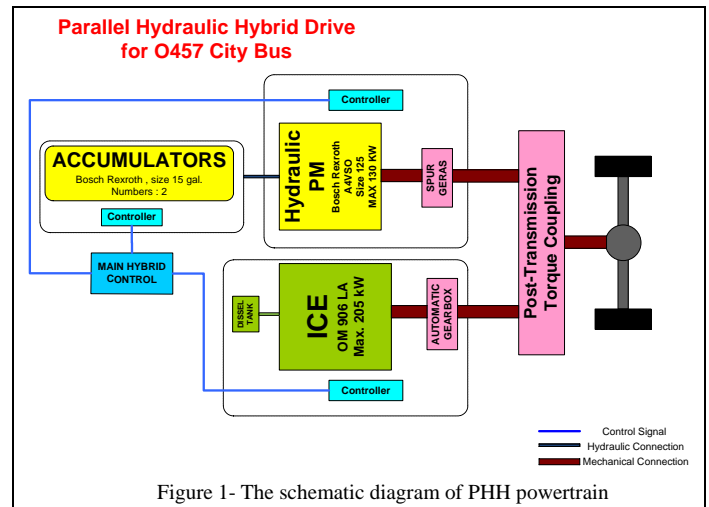 Parallel Hydraulic Hybrid Drive
for O457 City Bus
Controller
ACCUMULATORS
Bosch Rexroth , size 15 gal.
Numbers : 2
Controller
Hydraulic
PM
Bosch Rexroth
A4VSO
Size 125
MAX 130 KW
SPUR
GERAS
MAIN HYBRID
CONTROL
DISSEL
TANK
ICE
OM 906 LA
Max. 205 kW
AUTOMATIC
GEARBOX
Controller
Post-Transmission
Torque Coupling
Control Signal
Hydraulic Connection
Mechanical Connection
Figure 1- The schematic diagram of PHH powertrain